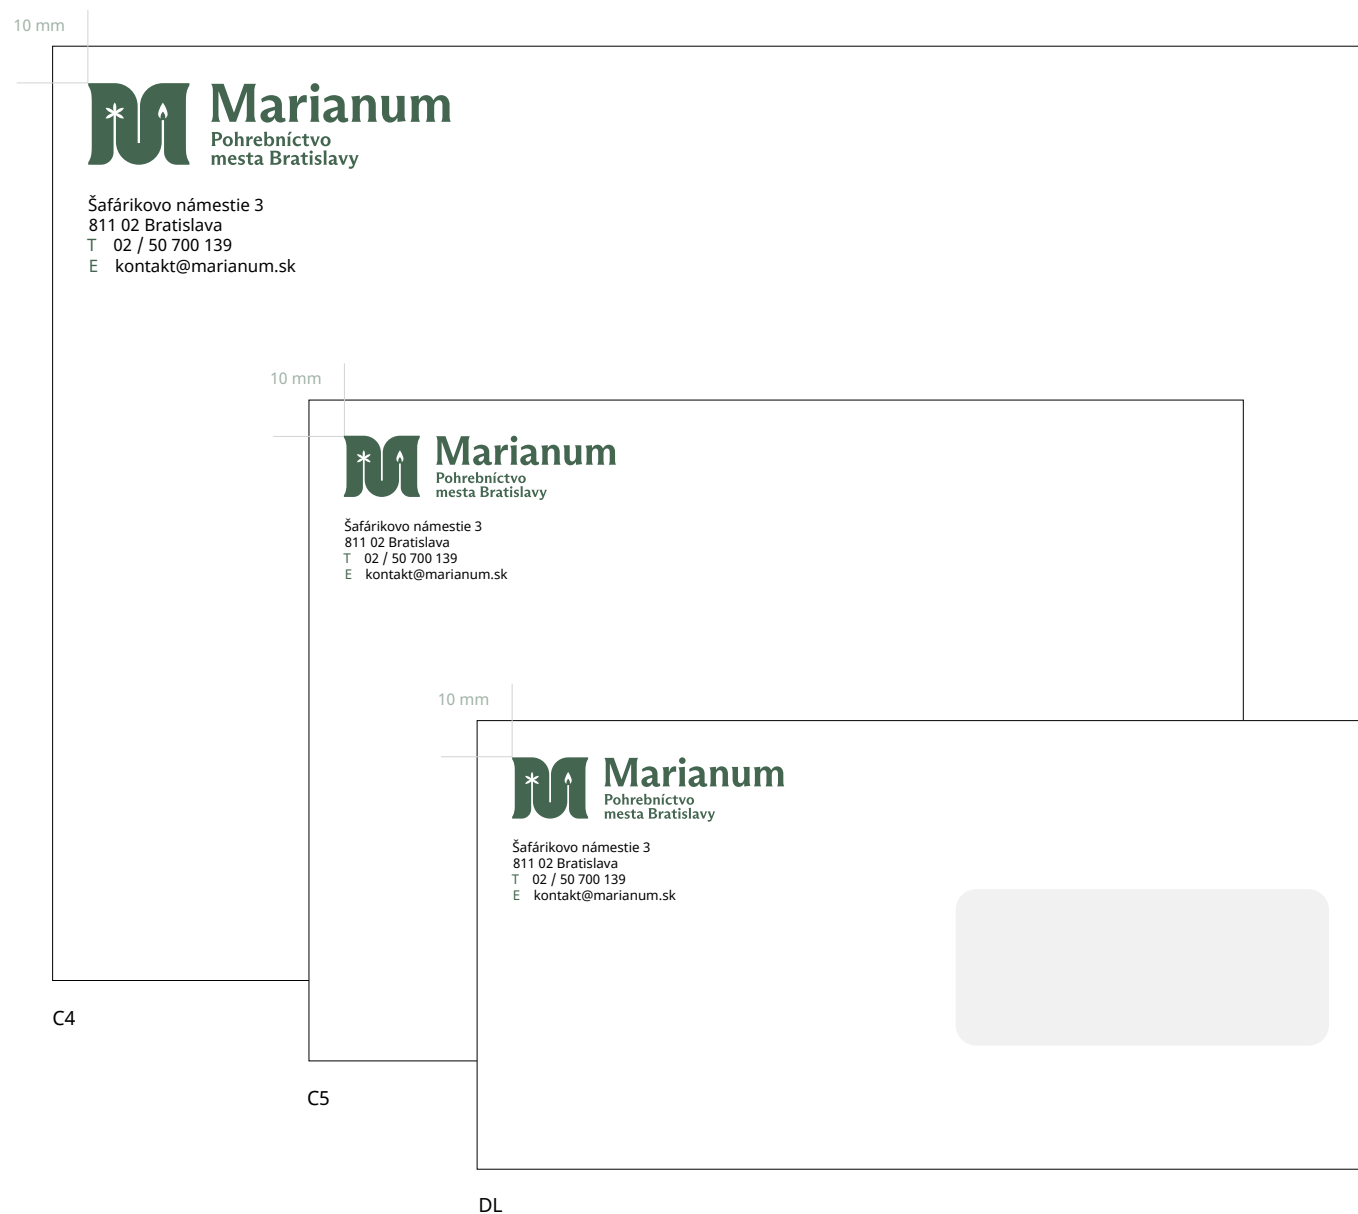 10 mm
Marianum
Pohrebníctvo
mesta Bratislavy
Šafárikovo námestie 3
811 02 Bratislava
T 02 / 50 700 139
E kontakt@marianum.sk
10 mm
Marianum
Pohrebníctvo
mesta Bratislavy
Šafárikovo námestie 3
811 02 Bratislava
T 02 / 50 700 139
E kontakt@marianum.sk
10 mm
Marianum
Pohrebníctvo
mesta Bratislavy
Šafárikovo námestie 3
811 02 Bratislava
T 02 / 50 700 139
E kontakt@marianum.sk
C4
C5
DL